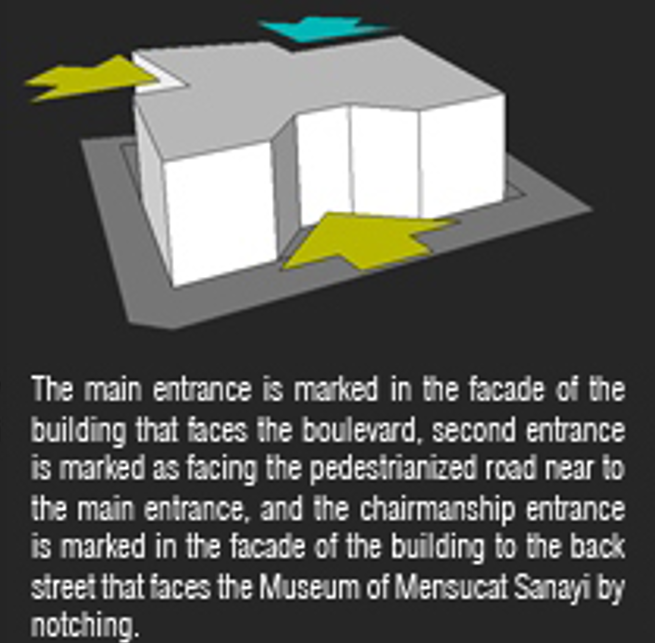 The main entrance is marked in the facade of the
building that faces the boulevard, second entrance
is marked as facing the pedestrianized road near to
the main entrance, and the chairmanship entrance
is marked in the facade of the building to the back
street that faces the Museum of Mensucat Sanayi by
notching.